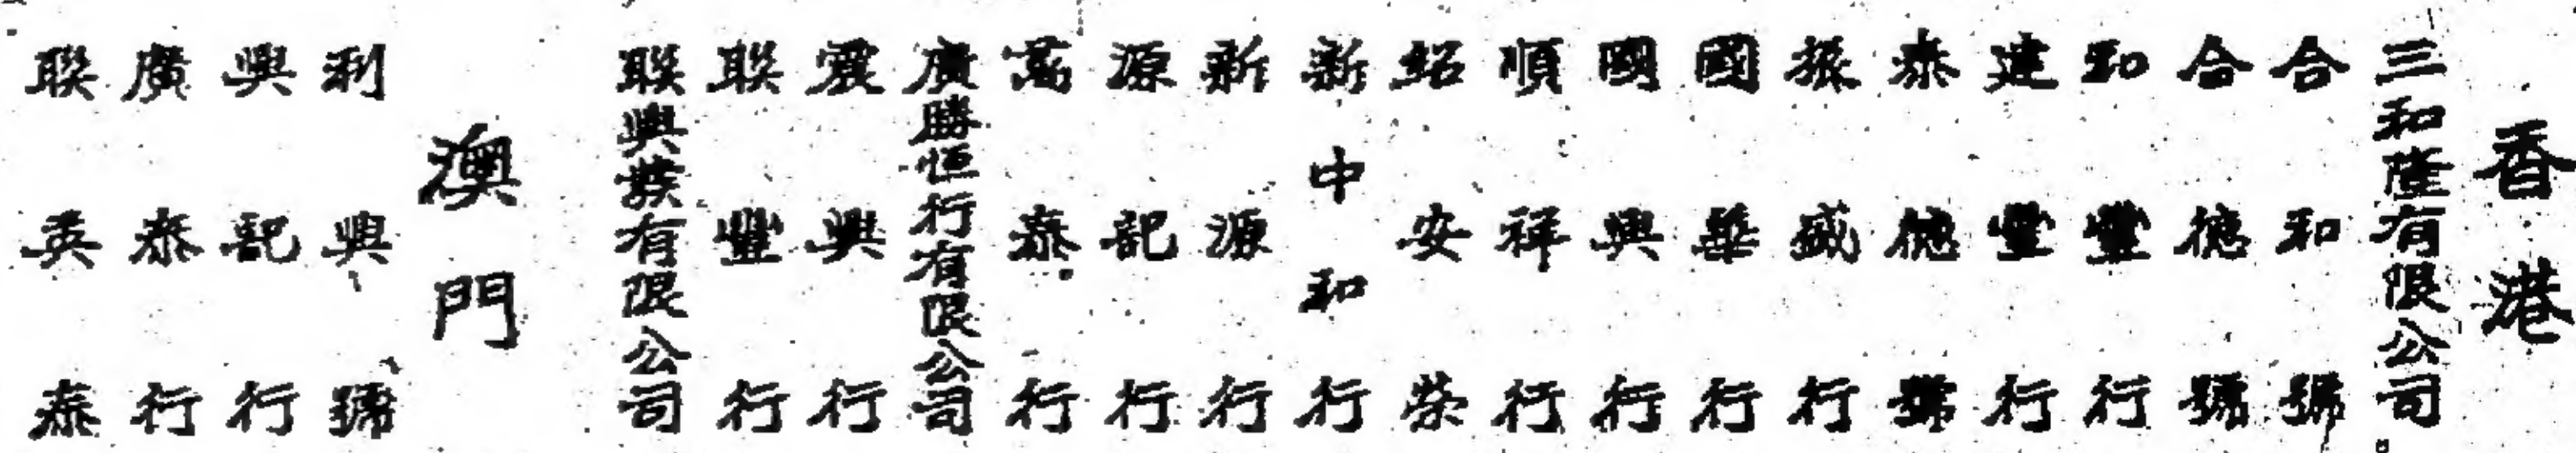 香港
三和隆有限公司
合和號
合德號
和豐行
建豐行
泰德號
振盛行
國華行
國興行
順祥行
紹安榮
新中和行
新源行
源記行
萬泰行
廣勝恒行有限公司
震興行
聯豐行
聯興裝有限公司
澳門
利興號
興記行
廣泰行
聯英泰